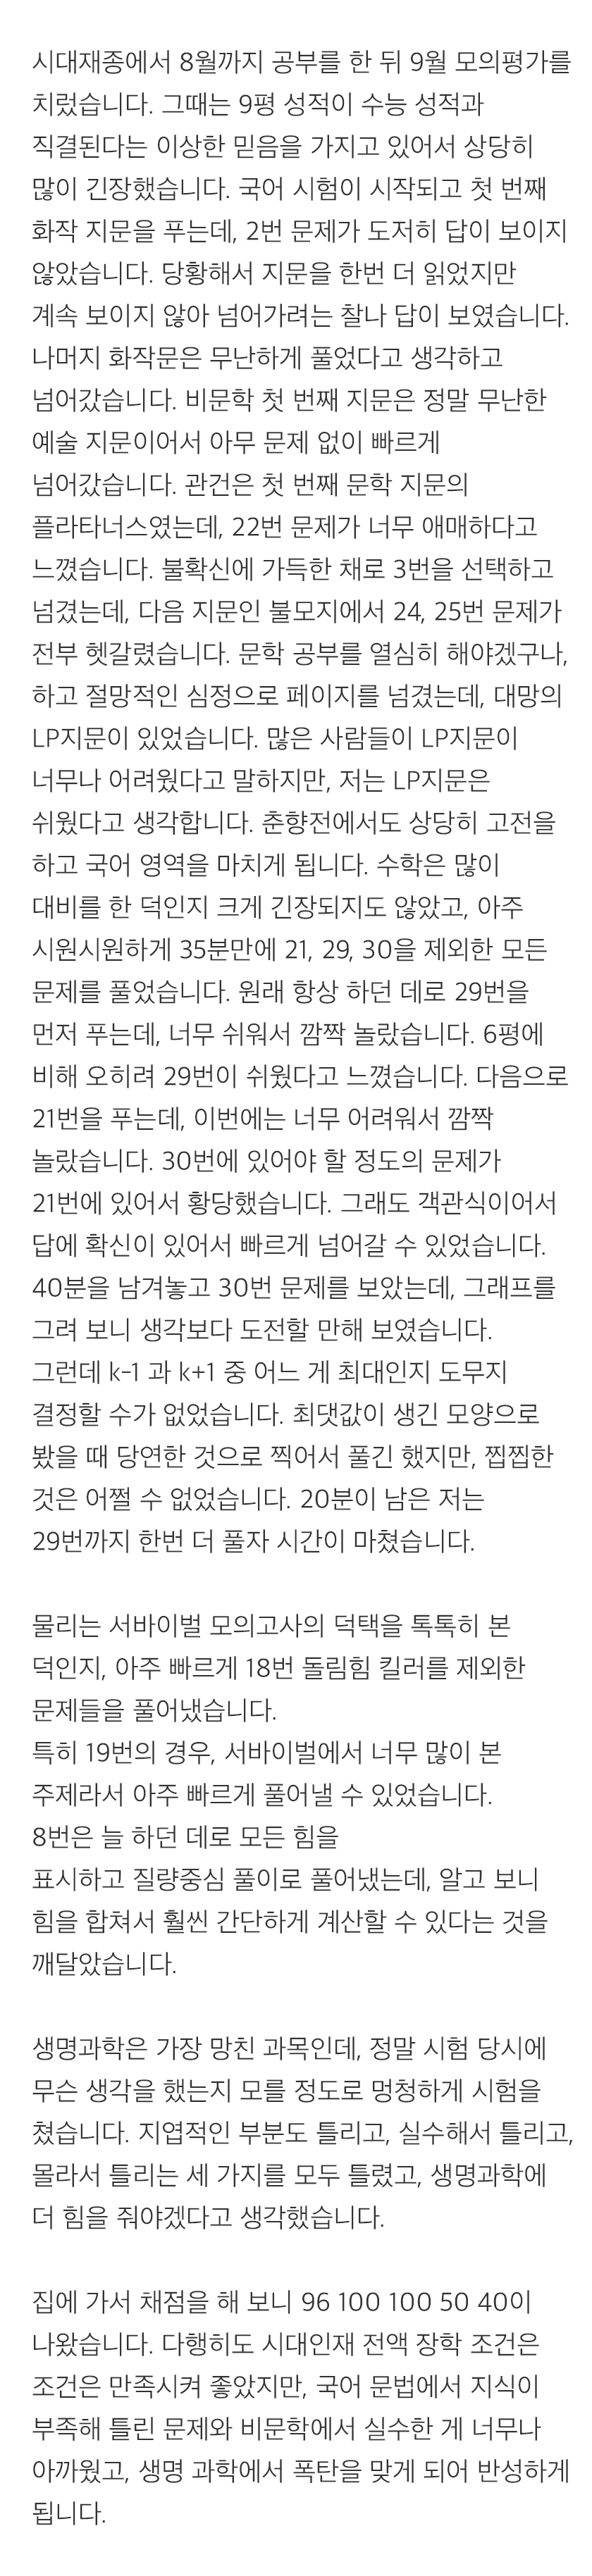 시대재종에서 8월까지 공부를 한 뒤 9월 모의평가를
치렀습니다. 그때는 9평 성적이 수능 성적과
직결된다는 이상한 믿음을 가지고 있어서 상당히
많이 긴장했습니다. 국어 시험이 시작되고 첫 번째
화작 지문을 푸는데, 2번 문제가 도저히 답이 보이지
않았습니다. 당황해서 지문을 한번 더 읽었지만
계속 보이지 않아 넘어가려는 찰나 답이 보였습니다.
나머지 화작문은 무난하게 풀었다고 생각하고
넘어갔습니다. 비문학 첫 번째 지문은 정말 무난한
예술 지문이어서 아무 문제 없이 빠르게
넘어갔습니다. 관건은 첫 번째 문학 지문의
플라타너스였는데, 22번 문제가 너무 애매하다고
느꼈습니다. 불확신에 가득한 채로 3번을 선택하고
넘겼는데, 다음 지문인 불모지에서 24, 25번 문제가
전부 헷갈렸습니다. 문학 공부를 열심히 해야겠구나,
하고 절망적인 심정으로 페이지를 넘겼는데, 대망의
LP지문이 있었습니다. 많은 사람들이 LP지문이
너무나 어려웠다고 말하지만, 저는 LP지문은
쉬웠다고 생각합니다. 춘향전에서도 상당히 고전을
하고 국어 영역을 마치게 됩니다. 수학은 많이
대비를 한 덕인지 크게 긴장되지도 않았고, 아주
시원시원하게 35분만에 21, 29, 30을 제외한 모든
문제를 풀었습니다. 원래 항상 하던 데로 29번을
먼저 푸는데, 너무 쉬워서 깜짝 놀랐습니다. 6평에
비해 오히려 29번이 쉬웠다고 느꼈습니다. 다음으로
21번을 푸는데, 이번에는 너무 어려워서 깜짝
놀랐습니다. 30번에 있어야 할 정도의 문제가
21번에 있어서 황당했습니다. 그래도 객관식이어서
답에 확신이 있어서 빠르게 넘어갈 수 있었습니다.
40분을 남겨놓고 30번 문제를 보았는데, 그래프를
그려 보니 생각보다 도전할 만해 보였습니다.
그런데 k-1 과 k+1 중 어느 게 최대인지 도무지
결정할 수가 없었습니다. 최댓값이 생긴 모양으로
봤을 때 당연한 것으로 찍어서 풀긴 했지만, 찝찝한
것은 어쩔 수 없었습니다. 20분이 남은 저는
29번까지 한번 더 풀자 시간이 마쳤습니다.
물리는 서바이벌 모의고사의 덕택을 톡톡히 본
덕인지, 아주 빠르게 18번 돌림힘 킬러를 제외한
문제들을 풀어냈습니다.
특히 19번의 경우, 서바이벌에서 너무 많이 본
주제라서 아주 빠르게 풀어낼 수 있었습니다.
8번은 늘 하던 데로 모든 힘을
표시하고 질량중심 풀이로 풀어냈는데, 알고 보니
힘을 합쳐서 훨씬 간단하게 계산할 수 있다는 것을
깨달았습니다.
생명과학은 가장 망친 과목인데, 정말 시험 당시에
무슨 생각을 했는지 모를 정도로 멍청하게 시험을
쳤습니다. 지엽적인 부분도 틀리고, 실수해서 틀리고,
몰라서 틀리는 세 가지를 모두 틀렸고, 생명과학에
더 힘을 줘야겠다고 생각했습니다.
집에 가서 채점을 해 보니 96 100 100 50 40이
나왔습니다. 다행히도 시대인재 전액 장학 조건은
조건은 만족시켜 좋았지만, 국어 문법에서 지식이
부족해 틀린 문제와 비문학에서 실수한 게 너무나
아까웠고, 생명 과학에서 폭탄을 맞게 되어 반성하게
됩니다.